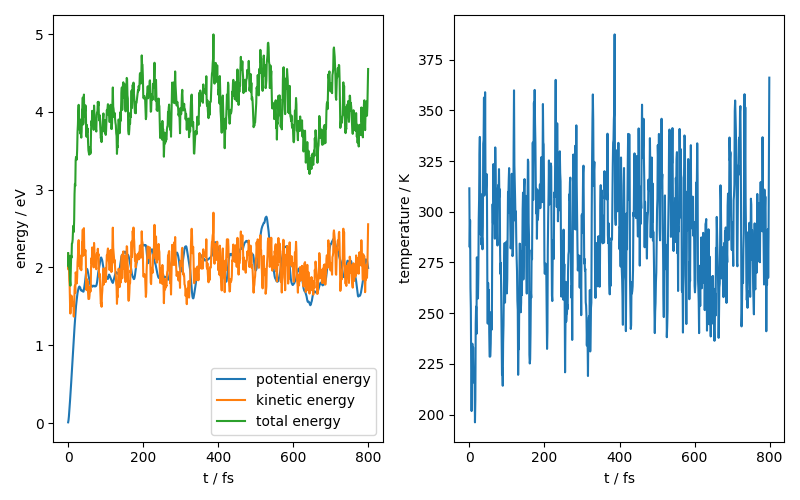 energy / eV
5
4
3
2
1
0
potential energy
kinetic energy
total energy
0 200 400 600 800
t / fs
temperature / K
375
350
325
300
275
250
225
200
0 200 400 600 800
t / fs